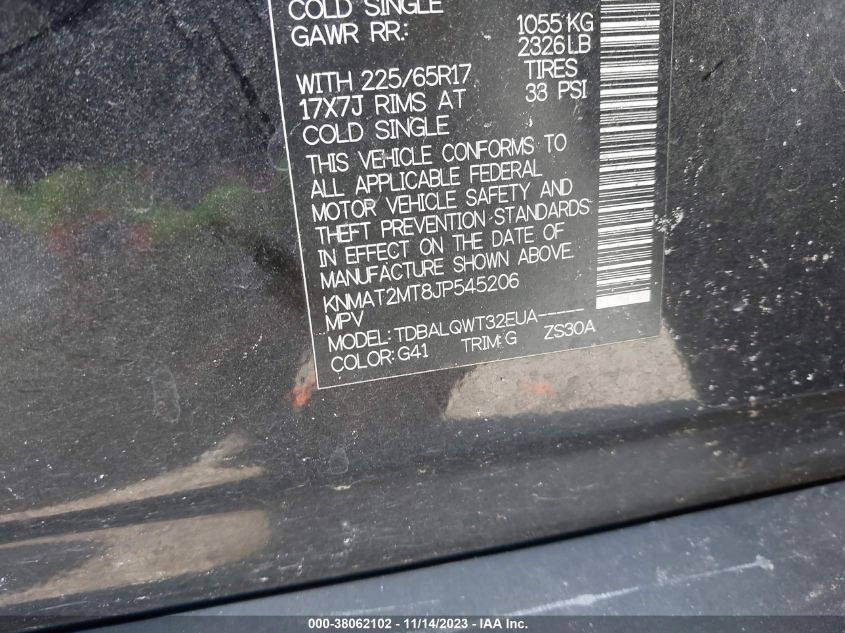 COLD SINGLE
GAWR RR: 1055 KG
2326 LB
WITH 225/65R17 TIRES
17X7J RIMS AT 33 PSI
COLD SINGLE
THIS VEHICLE CONFORMS TO
ALL APPLICABLE FEDERAL
MOTOR VEHICLE SAFETY AND
THEFT PREVENTION STANDARDS
IN EFFECT ON THE DATE OF
MANUFACTURE SHOWN ABOVE.
KNMAT2MT8JP545206
MPV
MODEL: TDBALQWT32EUA-----
COLOR: G41 TRIM: G ZS30A
000-38062102 - 11/14/2023 - IAA Inc.